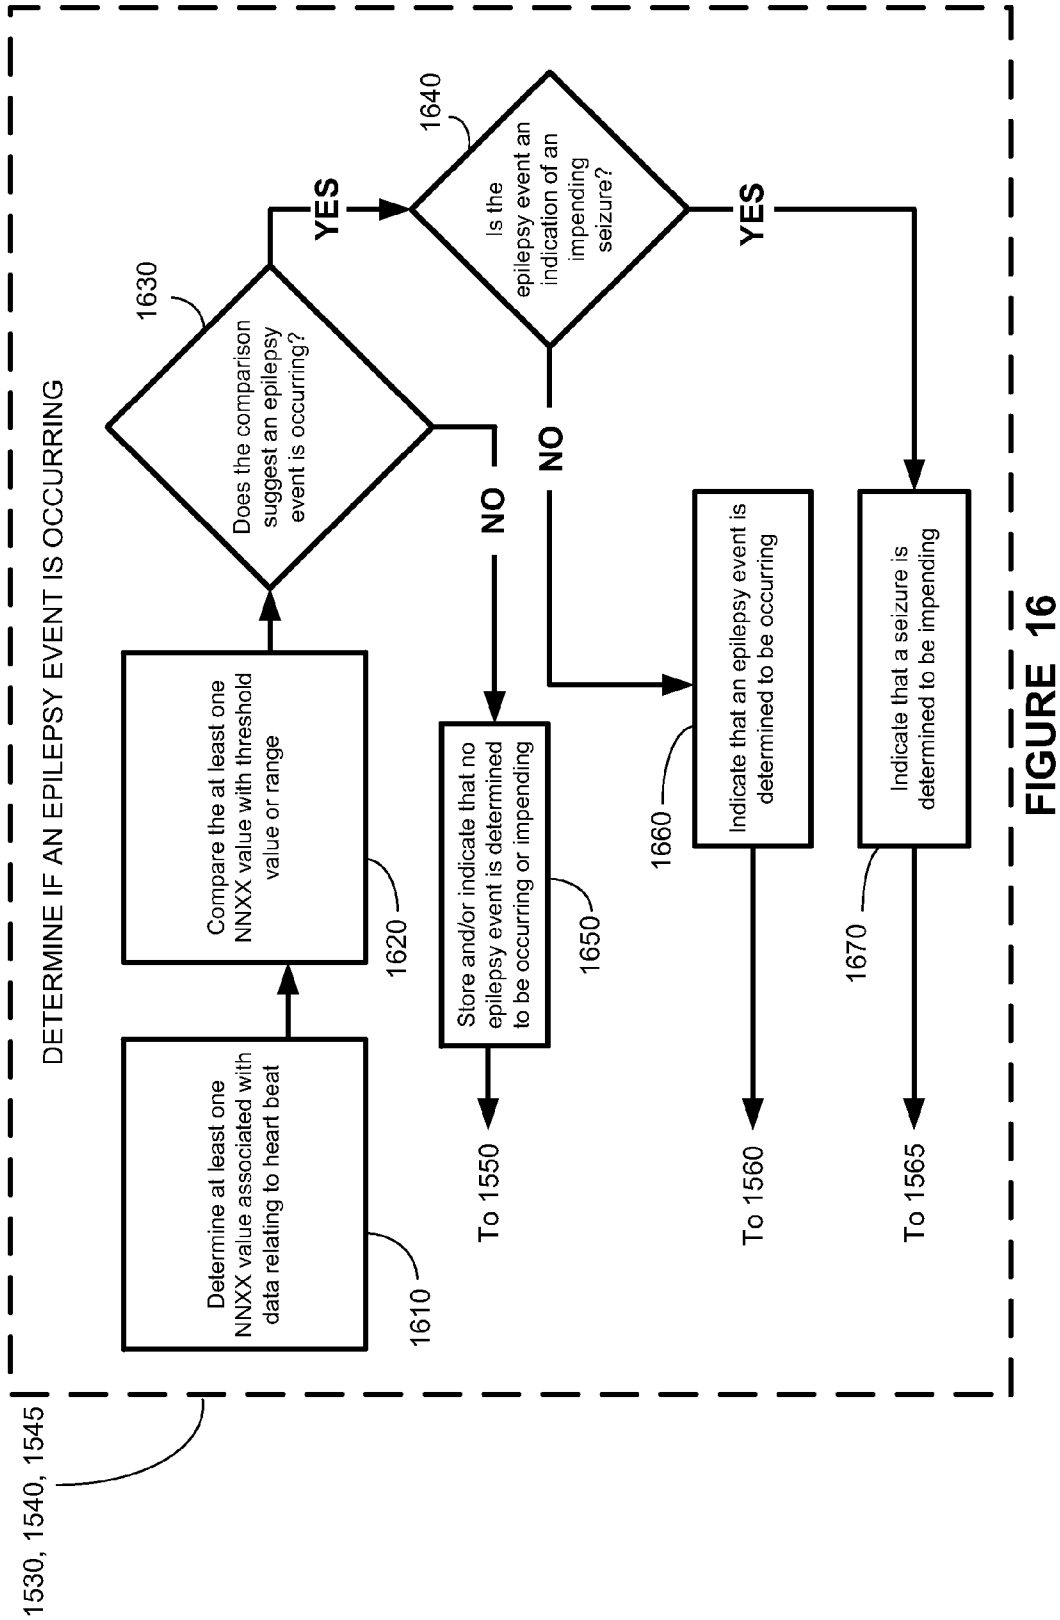 1530, 1540, 1545
DETERMINE IF AN EPILEPSY EVENT IS OCCURRING
Determine at least one
NNXX value associated with
data relating to heart beat
1610
Compare the at least one
NNXX value with threshold
value or range
1620
Does the comparison
suggest an epilepsy
event is occurring?
1630
YES
NO
Is the
epilepsy event an
indication of an
impending
seizure?
1640
NO
YES
Store and/or indicate that no
epilepsy event is determined
to be occurring or impending
1650
To 1550
Indicate that an epilepsy event is
determined to be occurring
1660
To 1560
Indicate that a seizure is
determined to be impending
1670
To 1565
FIGURE 16